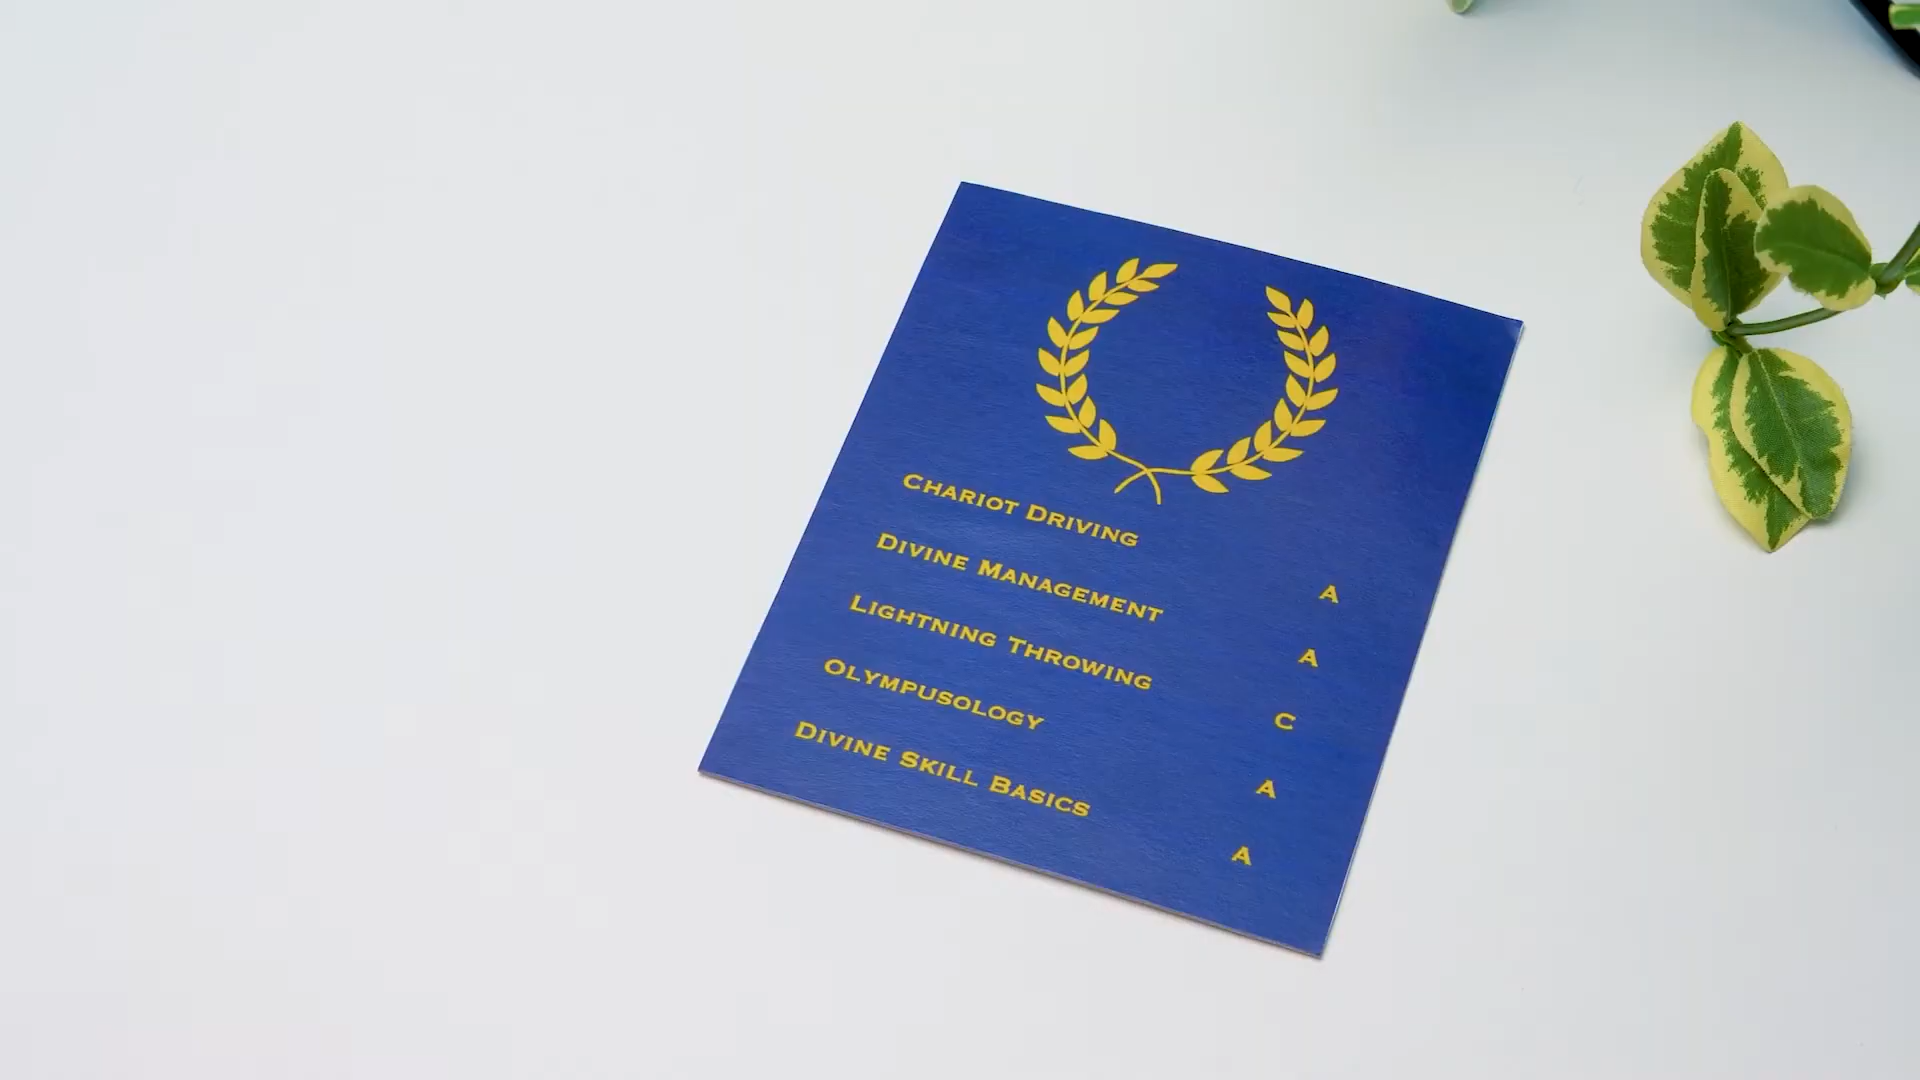 Chariot Driving A
Divine Management A
Lightning Throwing C
Olympusology A
Divine Skill Basics A